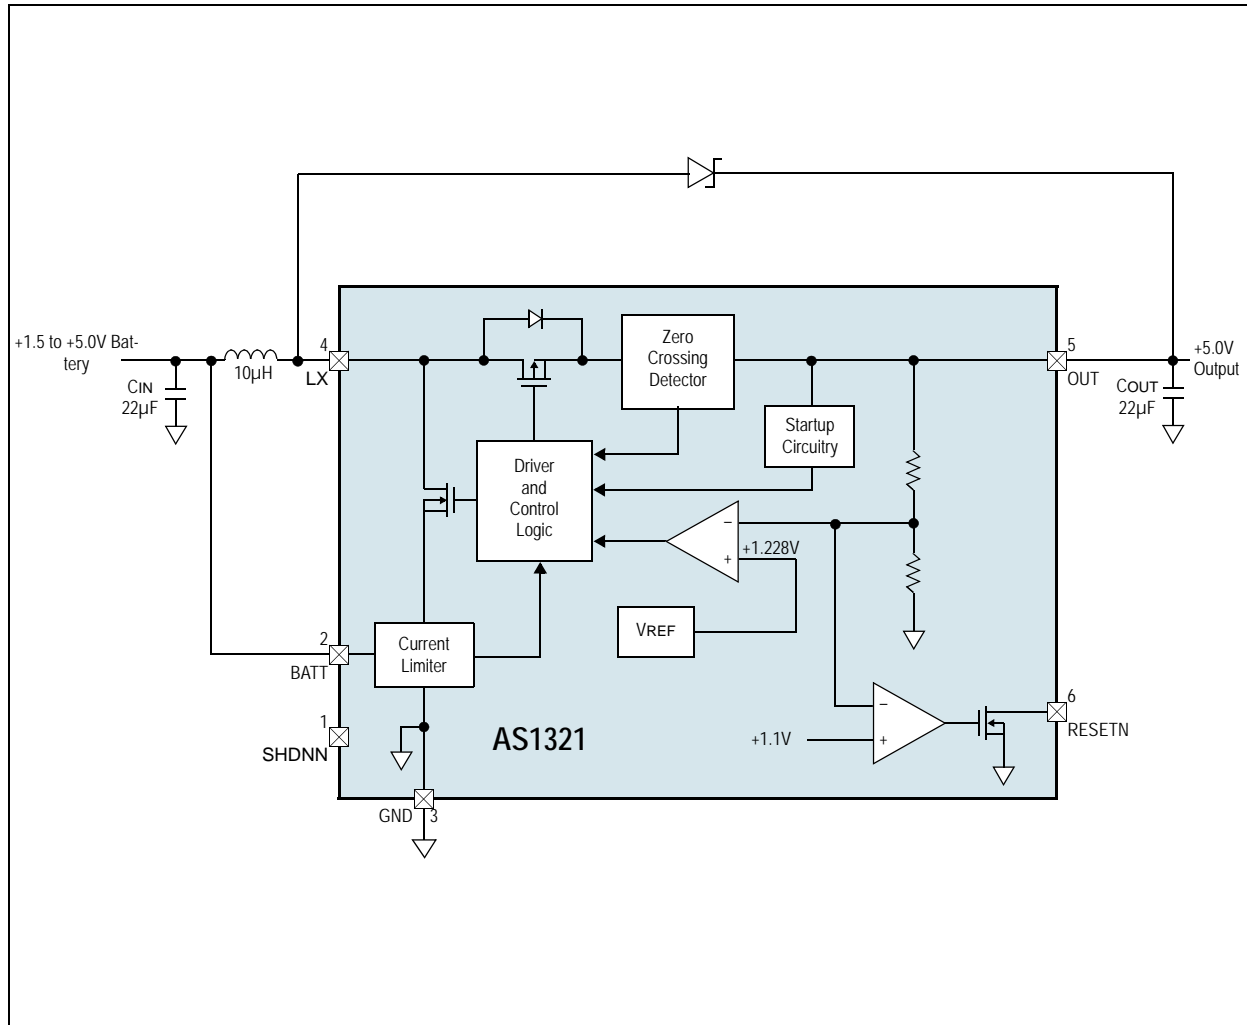 +1.5 to +5.0V Bat-
tery
CIN
22µF
10µH
4
LX
Zero
Crossing
Detector
5
OUT
+5.0V
Output
COUT
22µF
Startup
Circuitry
Driver
and
Control
Logic
−
+
+1.228V
VREF
2
BATT
Current
Limiter
1
SHDNN
AS1321
+1.1V
−
+
6
RESETN
GND
3